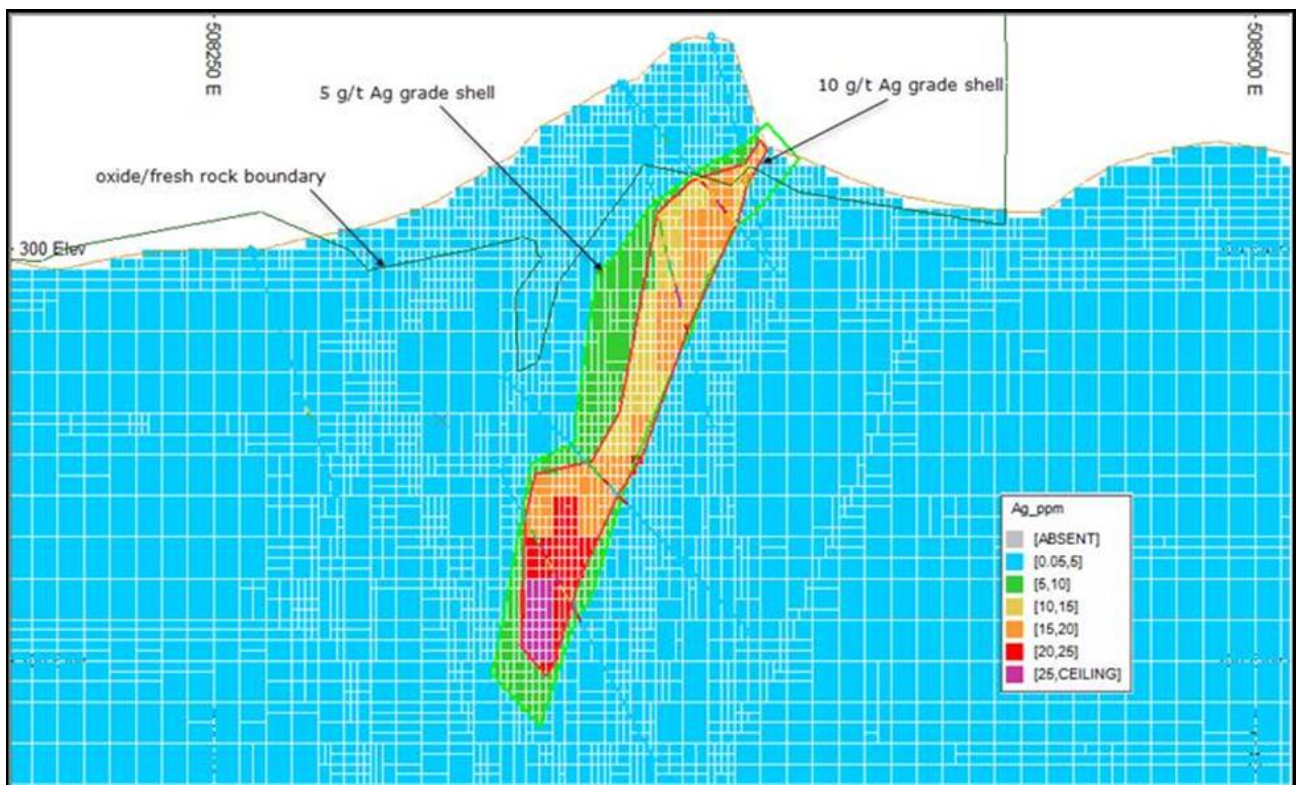 508250 E
508500 E
5 g/t Ag grade shell
10 g/t Ag grade shell
oxide/fresh rock boundary
300 Elev
Ag_ppm
[ABSENT]
[0.05,5]
[5,10]
[10,15]
[15,20]
[20,25]
[25,CEILING]